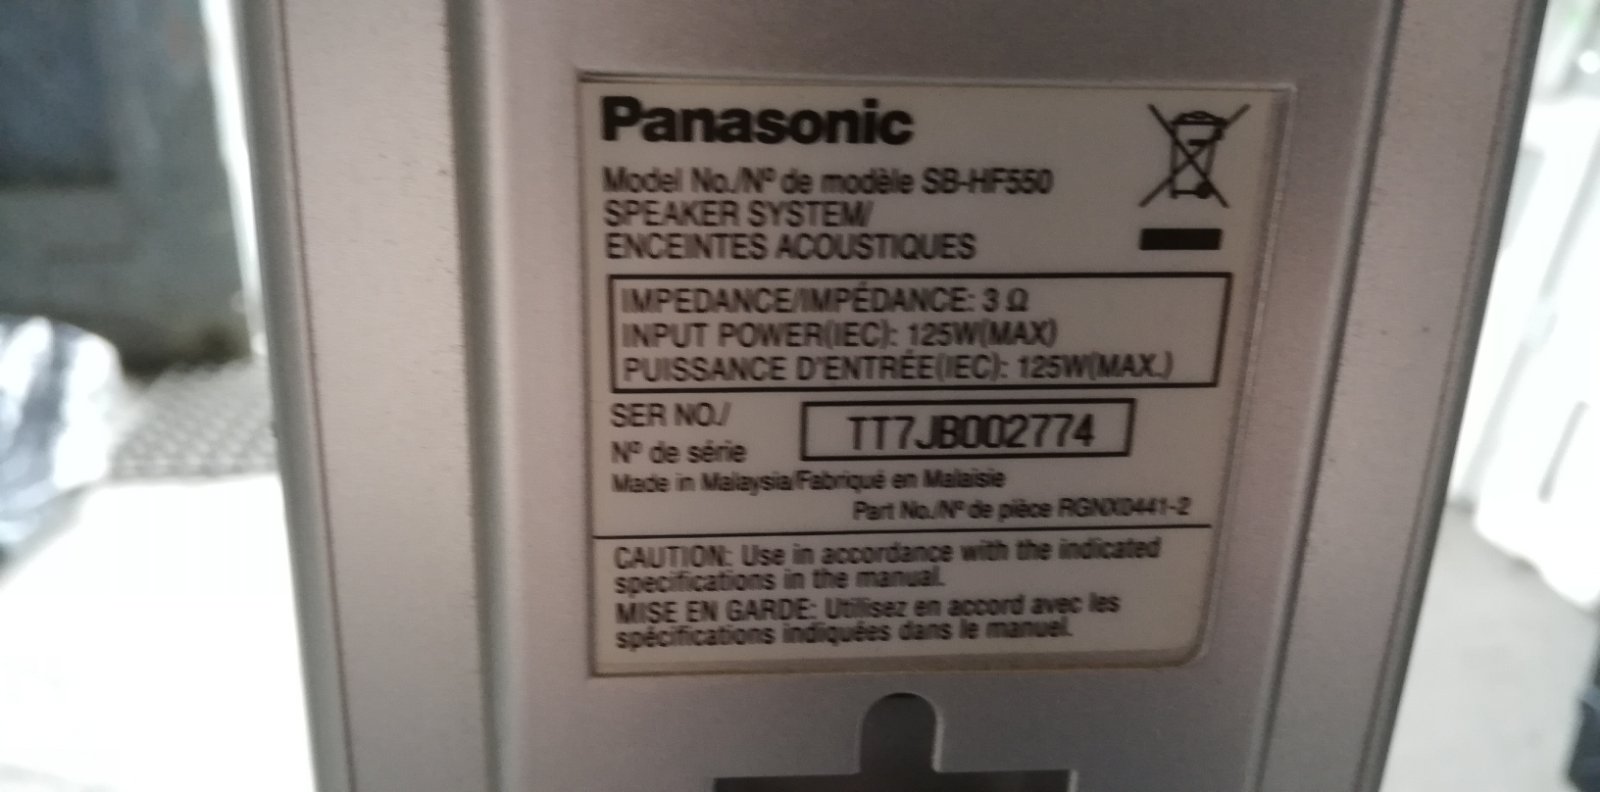 Panasonic
Model No./Nº de modèle SB-HF550
SPEAKER SYSTEM/
ENCEINTES ACOUSTIQUES
IMPEDANCE/IMPÉDANCE: 3 Ω
INPUT POWER(IEC): 125W(MAX)
PUISSANCE D'ENTRÉE(IEC): 125W(MAX.)
SER NO./
Nº de série
TT7JB002774
Made in Malaysia/Fabriqué en Malaisie
Part No./Nº de pièce RGNX0441-2
CAUTION: Use in accordance with the indicated
specifications in the manual.
MISE EN GARDE: Utilisez en accord avec les
spécifications indiquées dans le manuel.